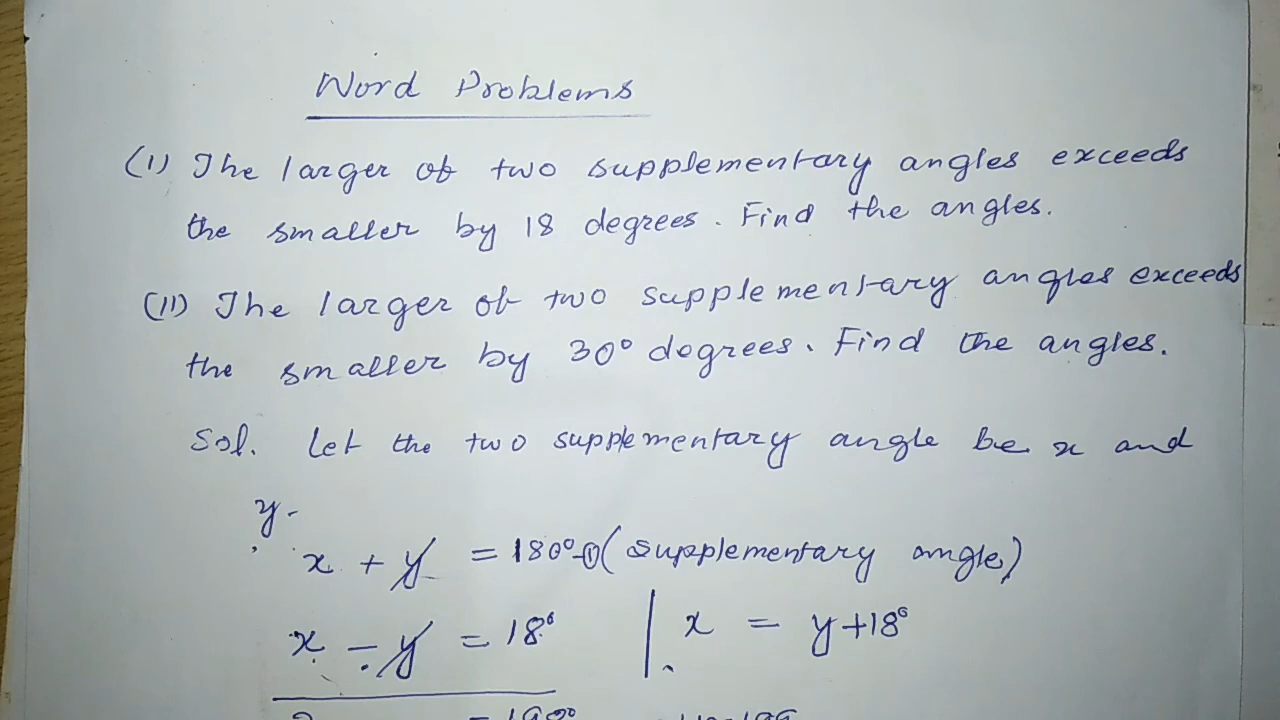 Word Problems
(I) The larger of two supplementary angles exceeds
the smaller by 18 degrees. Find the angles.
(II) The larger of two supplementary angles exceeds
the smaller by 30° degrees. Find the angles.
Sol. Let the two supplementary angle be x and
y.
x + y = 180° -① (supplementary angle)
x - y = 18° | x = y+18°